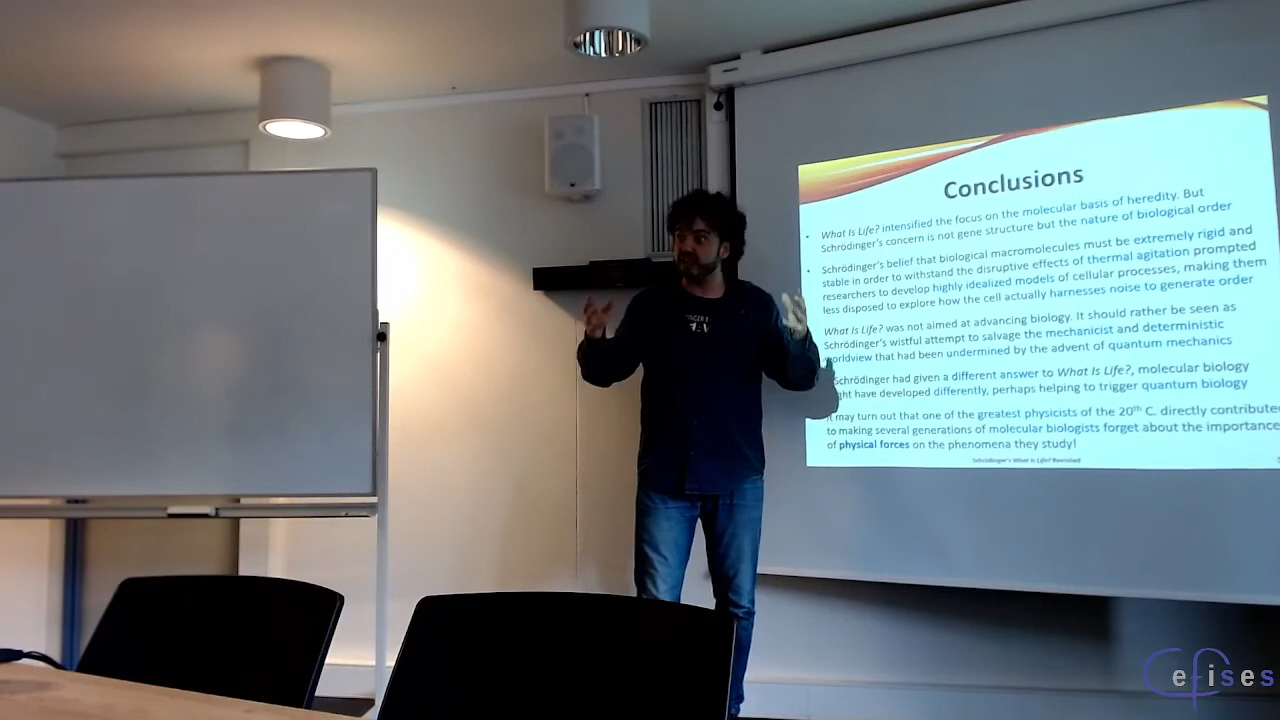 Conclusions
• What Is Life? intensified the focus on the molecular basis of heredity. But
Schrödinger's concern is not gene structure but the nature of biological order
• Schrödinger's belief that biological macromolecules must be extremely rigid and
stable in order to withstand the disruptive effects of thermal agitation prompted
researchers to develop highly idealized models of cellular processes, making them
less disposed to explore how the cell actually harnesses noise to generate order
What Is Life? was not aimed at advancing biology. It should rather be seen as
Schrödinger's wistful attempt to salvage the mechanicist and deterministic
worldview that had been undermined by the advent of quantum mechanics
Schrödinger had given a different answer to What Is Life?, molecular biology
ght have developed differently, perhaps helping to trigger quantum biology
It may turn out that one of the greatest physicists of the 20th C. directly contribute
to making several generations of molecular biologists forget about the importance
of physical forces on the phenomena they study!
Schrödinger's What Is Life? Revisited
Cefises